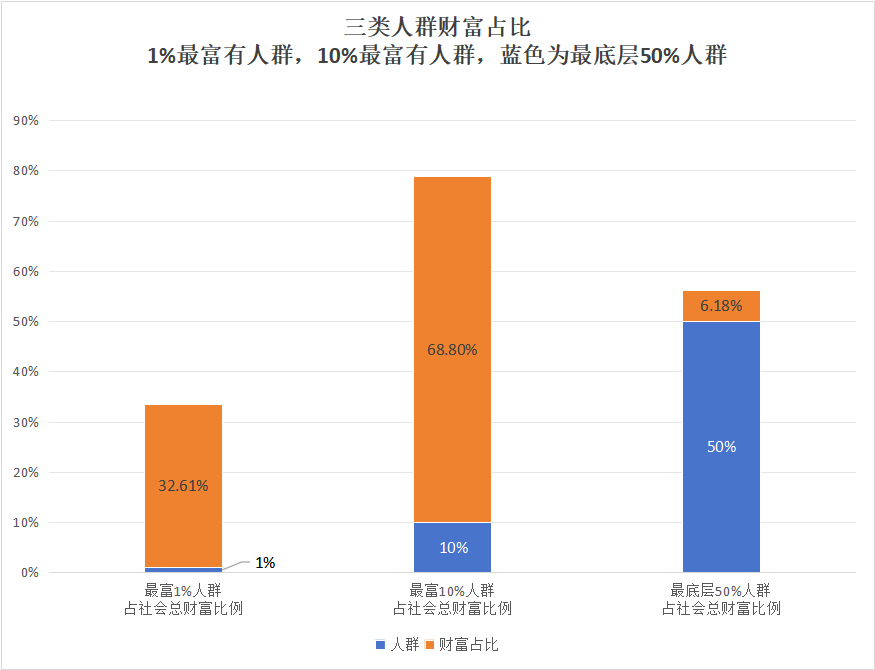 三类人群财富占比
1%最富有人群，10%最富有人群，蓝色为最底层50%人群
90%
80%
70%
60%
50%
40%
30%
20%
10%
0%
32.61%
1%
68.80%
10%
6.18%
50%
最富1%人群
占社会总财富比例
最富10%人群
占社会总财富比例
最底层50%人群
占社会总财富比例
人群 财富占比